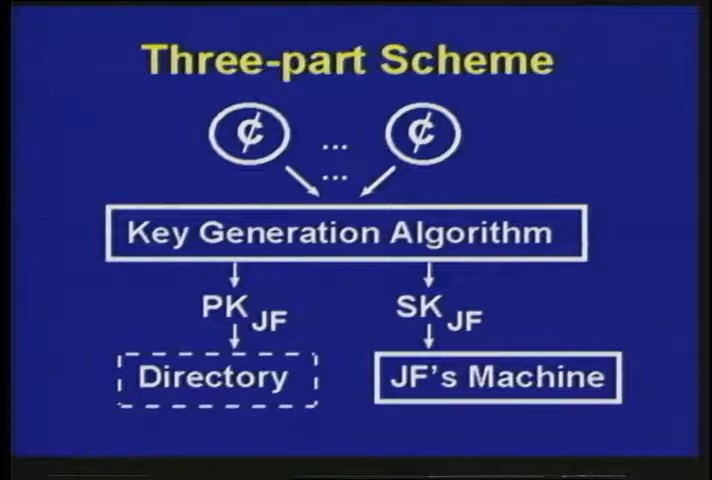 Three-part Scheme
¢ ... ¢
...
Key Generation Algorithm
PK JF SK JF
Directory JF's Machine